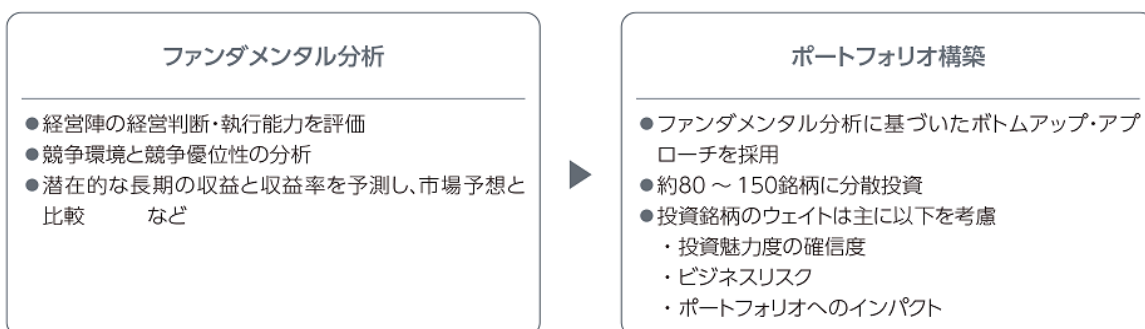 ファンダメンタル分析
●経営陣の経営判断・執行能力を評価
●競争環境と競争優位性の分析
●潜在的な長期の収益と収益率を予測し、市場予想と
比較　　など
ポートフォリオ構築
●ファンダメンタル分析に基づいたボトムアップ・アプ
ローチを採用
●約80 ～ 150銘柄に分散投資
●投資銘柄のウェイトは主に以下を考慮
・投資魅力度の確信度
・ビジネスリスク
・ポートフォリオへのインパクト